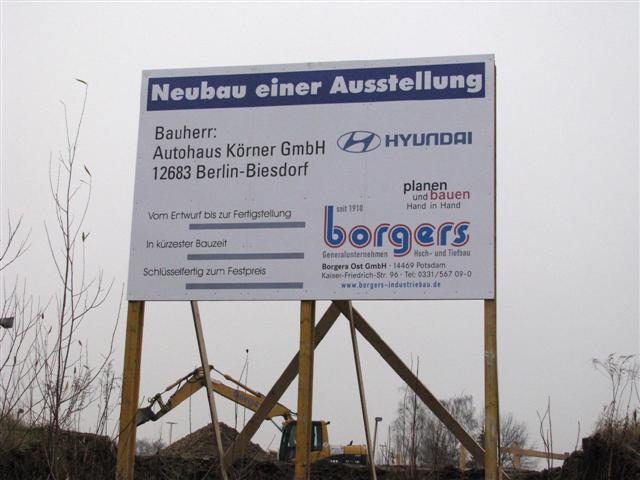 Neubau einer Ausstellung
Bauherr:
Autohaus Körner GmbH
12683 Berlin-Biesdorf
HYUNDAI
planen
und bauen
Hand in Hand
Vom Entwurf bis zur Fertigstellung
In kürzester Bauzeit
Schlüsselfertig zum Festpreis
seit 1910
borgers
Generalunternehmen Hoch- und Tiefbau
Borgers Ost GmbH · 14469 Potsdam
Kaiser-Friedrich-Str. 96 · Tel: 0331/567 09-0
www.borgers-industriebau.de